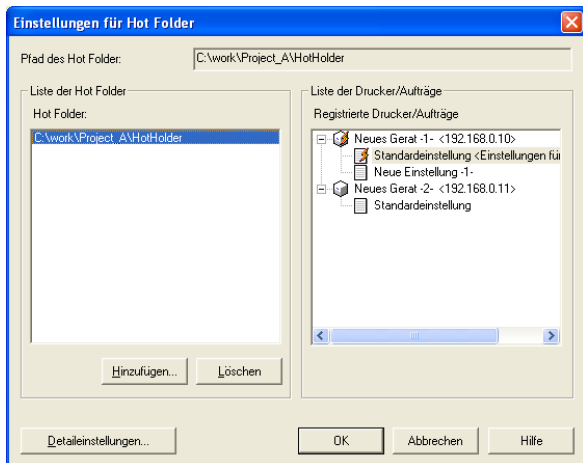 Einstellungen für Hot Folder
Pfad des Hot Folder:
C:\work\Project_A\HotHolder
Liste der Hot Folder
Hot Folder:
C:\work\Project_A\HotHolder
Hinzufügen...
Löschen
Liste der Drucker/Aufträge
Registrierte Drucker/Aufträge
Neues Gerat -1- <192.168.0.10>
Standardeinstellung <Einstellungen für
Neue Einstellung -1-
Neues Gerat -2- <192.168.0.11>
Standardeinstellung
Detaileinstellungen...
OK
Abbrechen
Hilfe